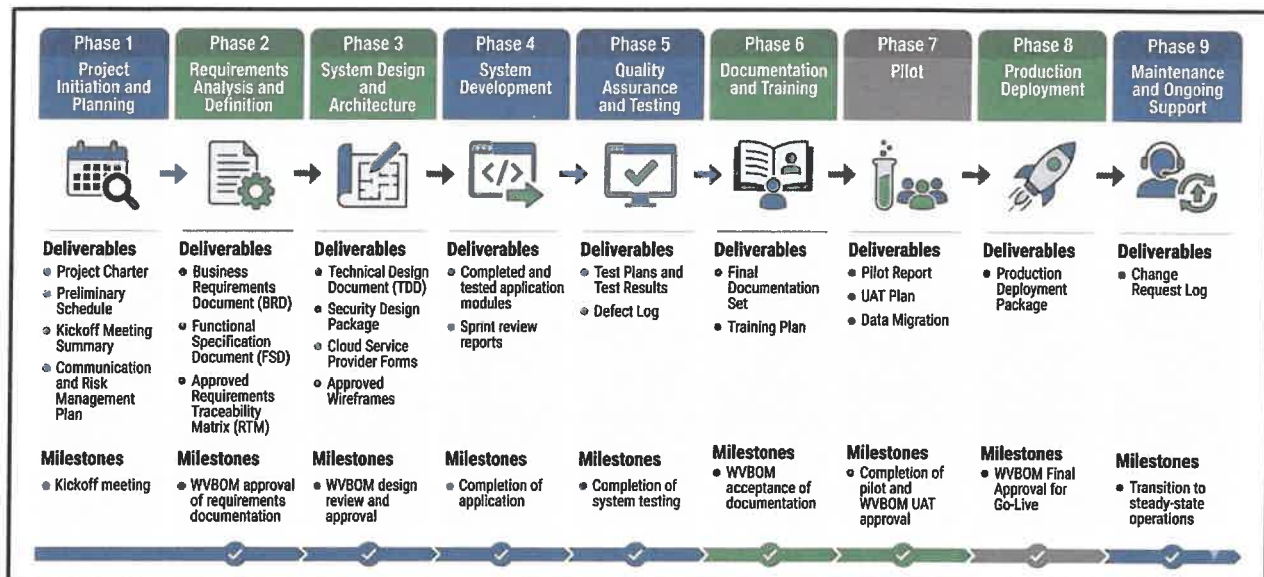 Phase 1
Project
Initiation and
Planning
Phase 2
Requirements
Analysis and
Definition
Phase 3
System Design
and
Architecture
Phase 4
System
Development
Phase 5
Quality
Assurance
and Testing
Phase 6
Documentation
and Training
Phase 7
Pilot
Phase 8
Production
Deployment
Phase 9
Maintenance
and Ongoing
Support
</>
Deliverables
Project Charter
Preliminary
Schedule
Kickoff Meeting
Summary
Communication
and Risk
Management
Plan
Deliverables
Business
Requirements
Document (BRD)
Functional
Specification
Document (FSD)
Approved
Requirements
Traceability
Matrix (RTM)
Deliverables
Technical Design
Document (TDD)
Security Design
Package
Cloud Service
Provider Forms
Approved
Wireframes
Deliverables
Completed and
tested application
modules
Sprint review
reports
Deliverables
Test Plans and
Test Results
Defect Log
Deliverables
Final
Documentation
Set
Training Plan
Deliverables
Pilot Report
UAT Plan
Data Migration
Deliverables
Production
Deployment
Package
Deliverables
Change
Request Log
Milestones
Kickoff meeting
Milestones
WVBOM approval
of requirements
documentation
Milestones
WVBOM design
review and
approval
Milestones
Completion of
application
Milestones
Completion of
system testing
Milestones
WVBOM
acceptance of
documentation
Milestones
Completion of
pilot and
WVBOM UAT
approval
Milestones
WVBOM Final
Approval for
Go-Live
Milestones
Transition to
steady-state
operations